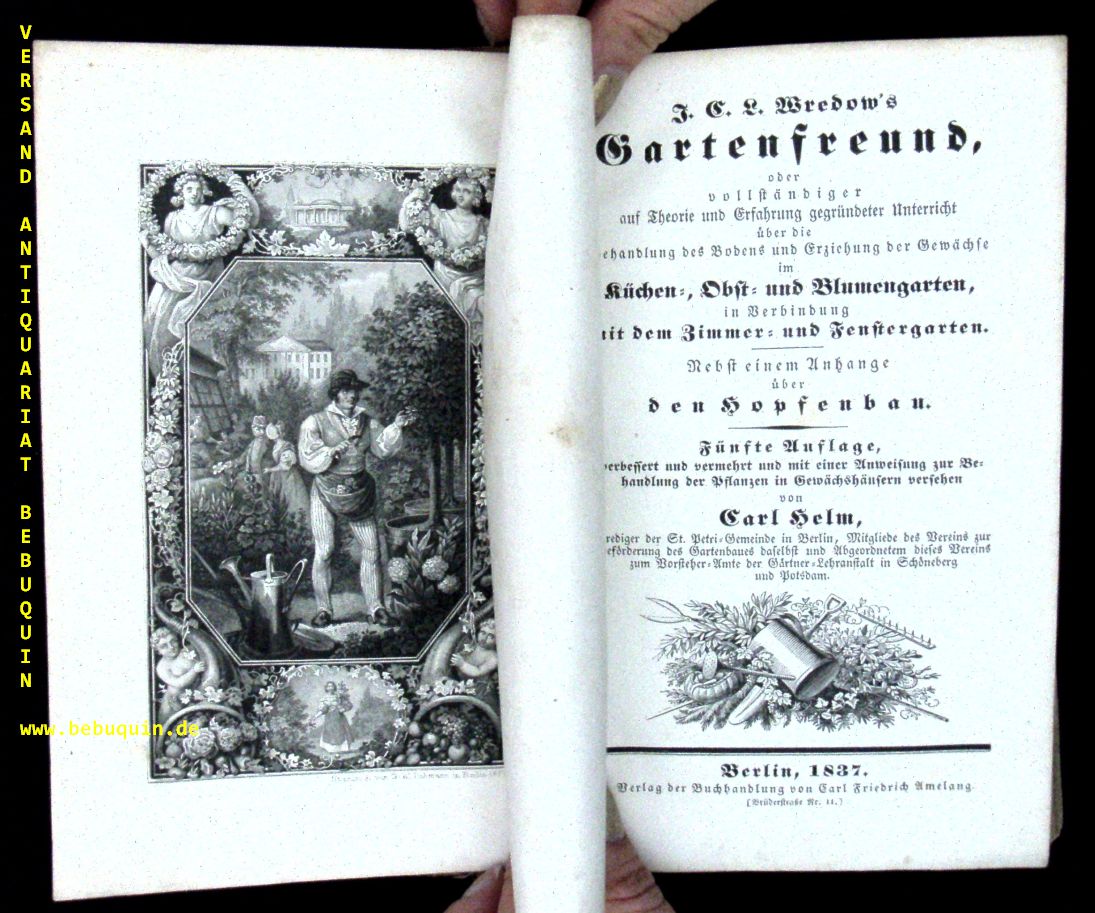 VERSAND ANTIQUARIAT BEBUQUIN
www.bebuquin.de
J. C. L. Wredow's
Gartenfreund,
oder
vollständiger
auf Theorie und Erfahrung gegründeter Unterricht
über die
ehandlung des Bodens und Erziehung der Gewächse
im
Küchen-, Obst- und Blumengarten,
in Verbindung
it dem Zimmer- und Fenstergarten.
Nebst einem Anhange
über
den Hopfenbau.
Fünfte Auflage,
verbessert und vermehrt und mit einer Anweisung zur Be-
handlung der Pflanzen in Gewächshäusern versehen
von
Carl Helm,
rediger der St. Petri-Gemeinde in Berlin, Mitgliede des Vereins zur
eförderung des Gartenbaues daselbst und Abgeordnetem dieses Vereins
zum Vorsteher-Amte der Gärtner-Lehranstalt in Schöneberg
und Potsdam.
Berlin, 1837.
Verlag der Buchhandlung von Carl Friedrich Amelang.
(Brüderstraße Nr. 11.)